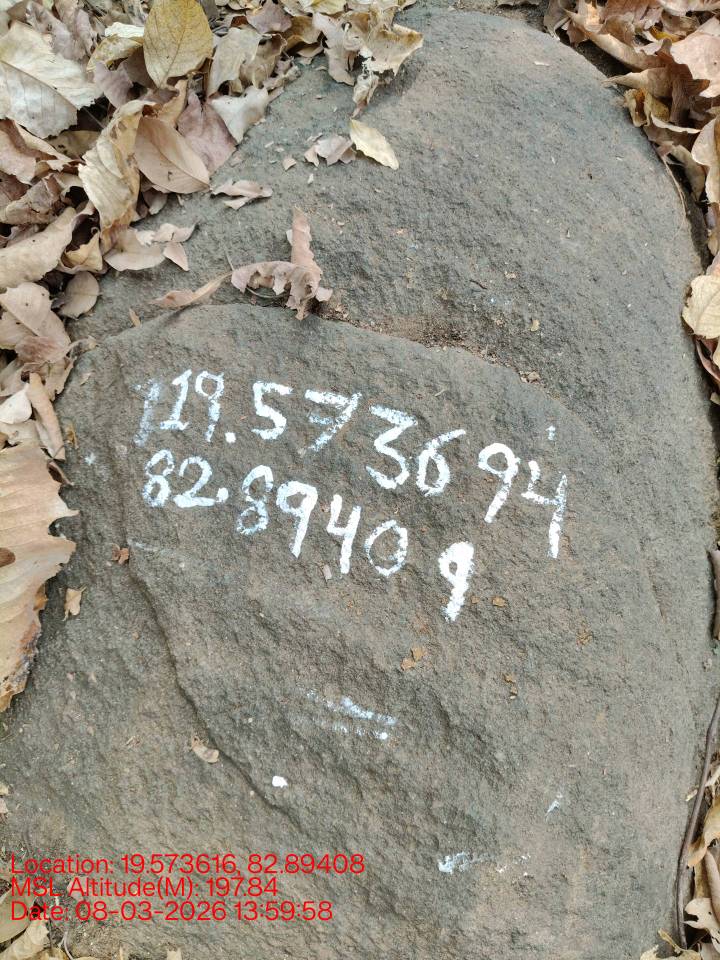 19.573694
82.89409
Location: 19.573616, 82.89408
MSL Altitude(M): 197.84
Date: 08-03-2026 13:59:58